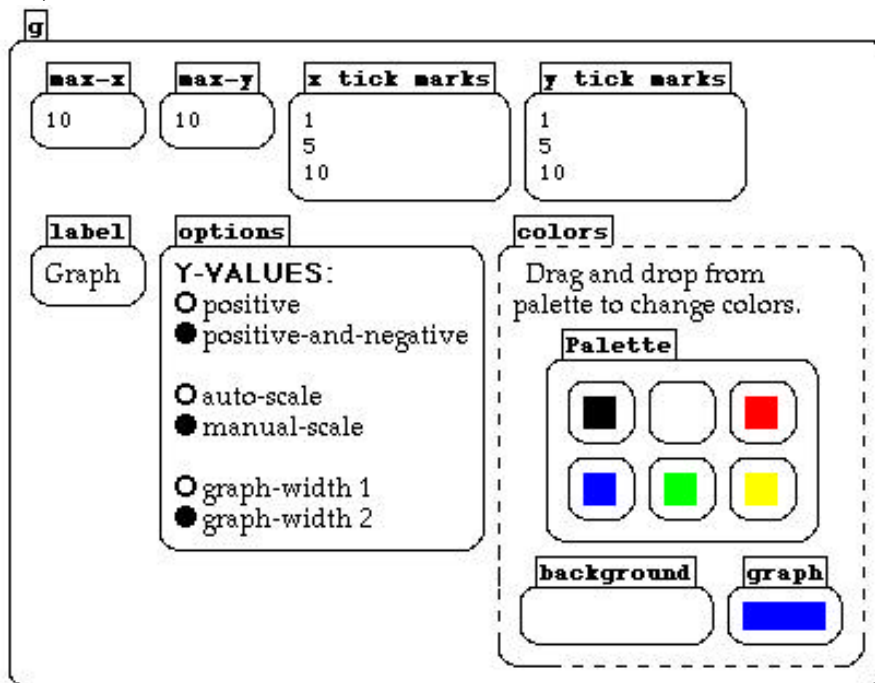 g
max-x
max-y
x tick marks
y tick marks
10
10
1
5
10
1
5
10
label
options
colors
Graph
Y-VALUES:
positive
positive-and-negative
auto-scale
manual-scale
graph-width 1
graph-width 2
Drag and drop from
palette to change colors.
Palette
background
graph